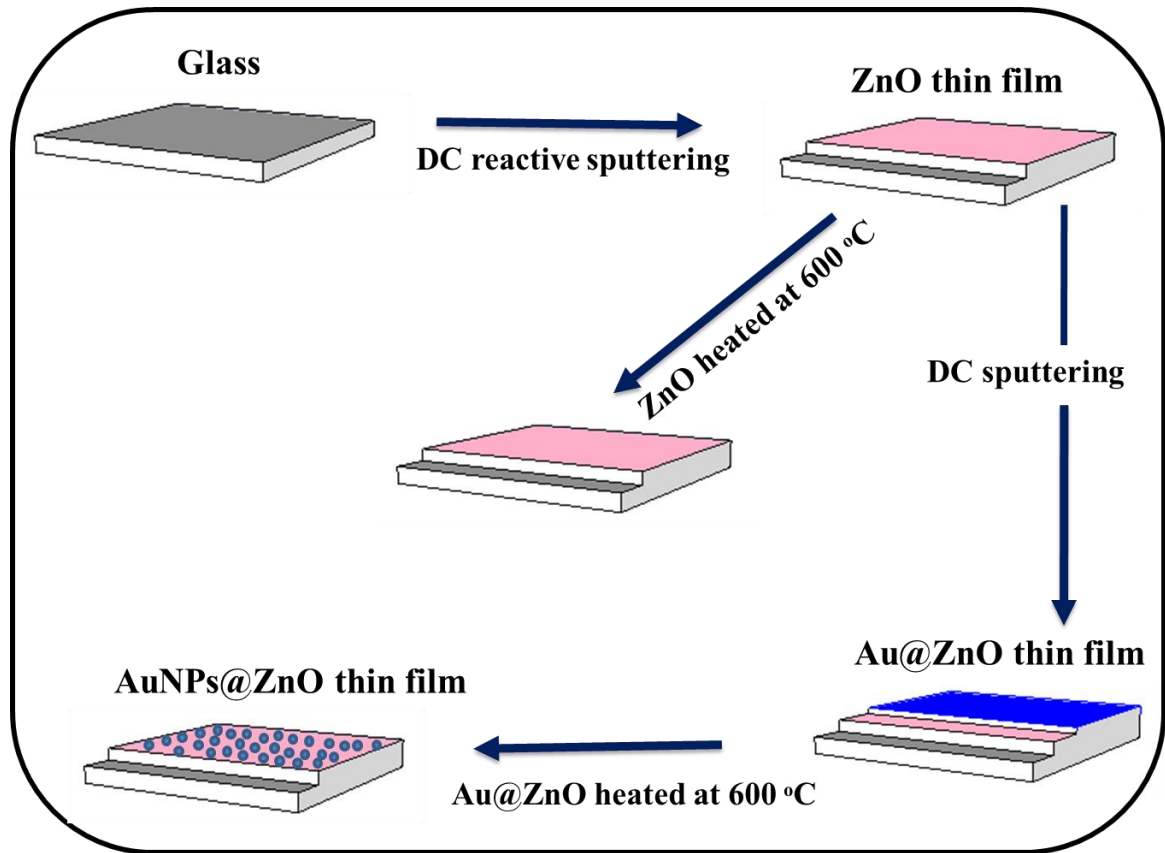 Glass
ZnO thin film
DC reactive sputtering
ZnO heated at 600 °C
DC sputtering
Au@ZnO thin film
AuNPs@ZnO thin film
Au@ZnO heated at 600 °C